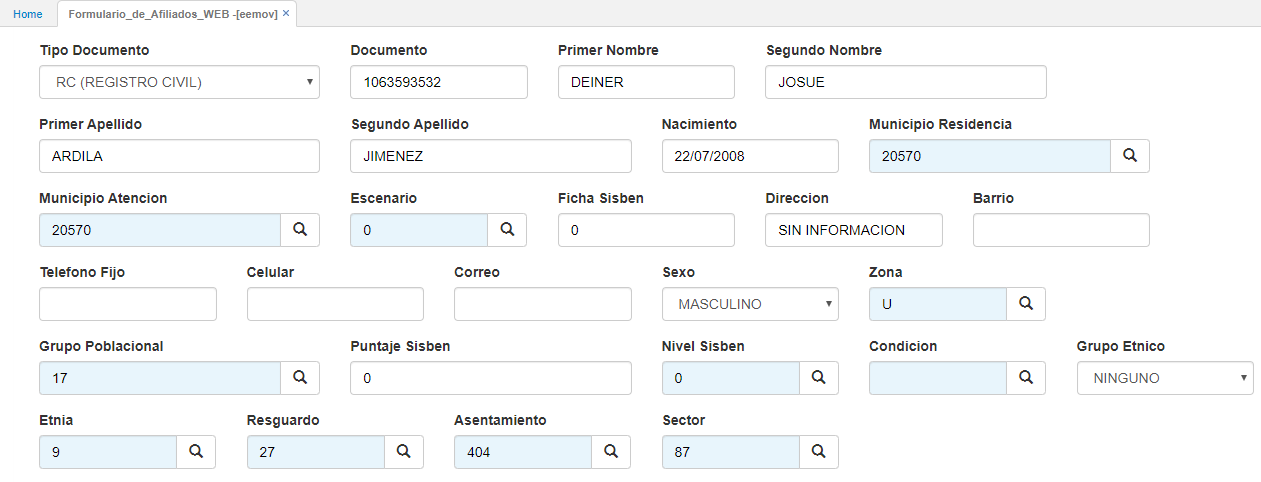 Home Formulario_de_Afiliados_WEB -[eemov] ×
Tipo Documento Documento Primer Nombre Segundo Nombre
RC (REGISTRO CIVIL) 1063593532 DEINER JOSUE
Primer Apellido Segundo Apellido Nacimiento Municipio Residencia
ARDILA JIMENEZ 22/07/2008 20570
Municipio Atencion Escenario Ficha Sisben Direccion Barrio
20570 0 0 SIN INFORMACION
Telefono Fijo Celular Correo Sexo Zona
MASCULINO U
Grupo Poblacional Puntaje Sisben Nivel Sisben Condicion Grupo Etnico
17 0 0 NINGUNO
Etnia Resguardo Asentamiento Sector
9 27 404 87